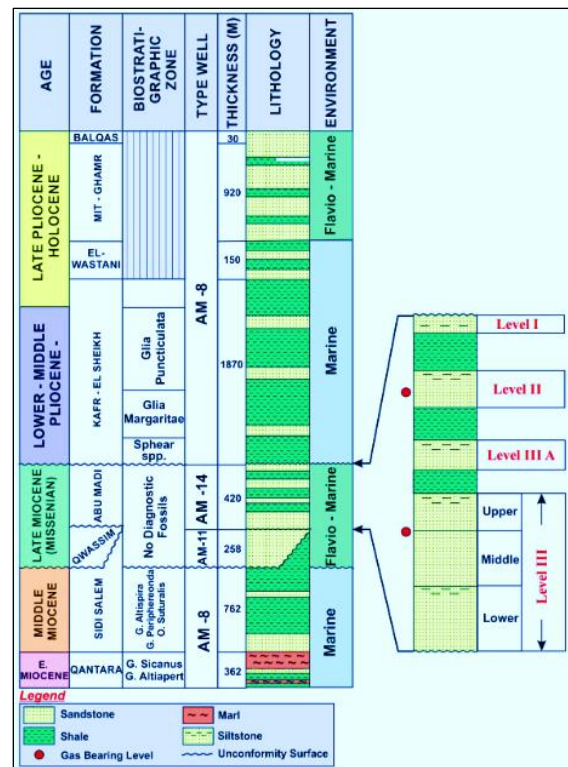 AGE
FORMATION
BIOSTRATI-
GRAPHIC
ZONE
TYPE WELL
THICKNESS (M)
LITHOLOGY
ENVIRONMENT
LATE PLIOCENE -
HOLOCENE
BALQAS
30
Flavio - Marine
MIT - GHAMR
920
EL-
WASTANI
150
AM -8
LOWER - MIDDLE
PLIOCENE -
KAFR - EL SHEIKH
Glia
Puncticulata
1870
Marine
Glia
Margaritae
Sphear
spp.
LATE MIOCENE
(MISSENIAN)
ABU MADI
No Diagnostic
Fossils
AM -14
420
Flavio - Marine
QWASSIM
AM-11
258
MIDDLE
MIOCENE
SIDI SALEM
G. Altispira
G. Periphereonda
O. Suturalis
AM -8
762
Marine
E.
MIOCENE
QANTARA
G. Sicanus
G. Altiapert
362
Level I
Level II
Level III A
Upper
Middle
Lower
Level III
Legend
Sandstone
Marl
Shale
Siltstone
Gas Bearing Level
Unconformity Surface